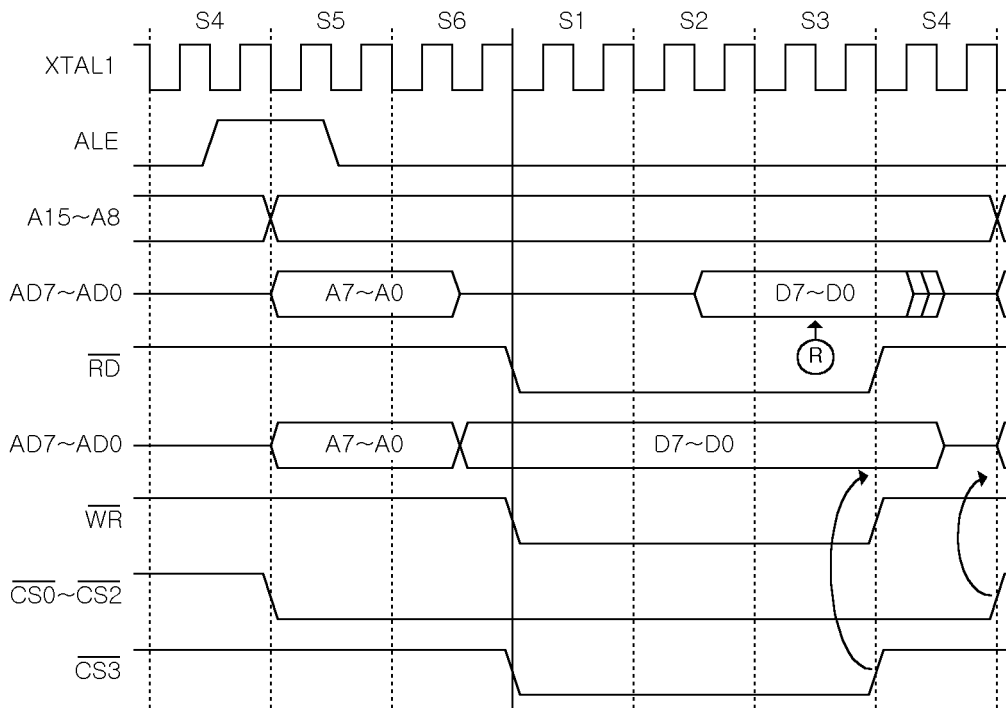 S4 S5 S6 S1 S2 S3 S4
XTAL1
ALE
A15~A8
AD7~AD0 A7~A0 D7~D0
R
RD
AD7~AD0 A7~A0 D7~D0
WR
CS0~CS2
CS3